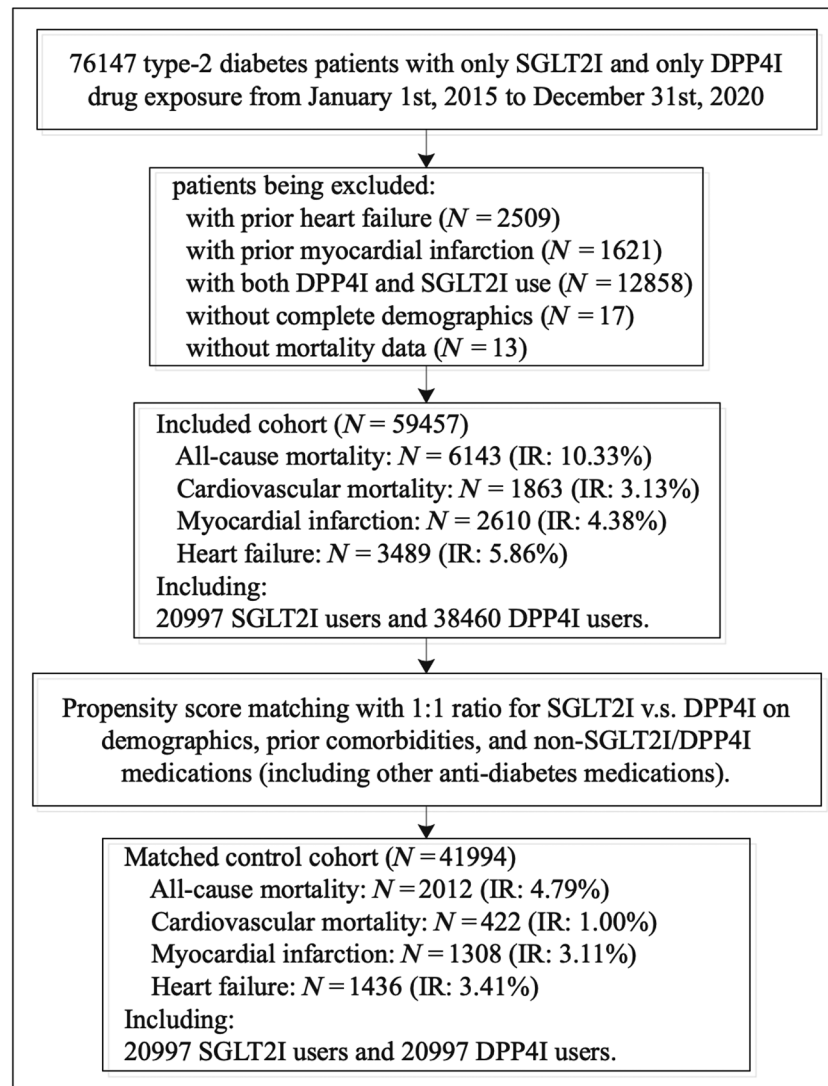 76147 type-2 diabetes patients with only SGLT2I and only DPP4I
drug exposure from January 1st, 2015 to December 31st, 2020
patients being excluded:
with prior heart failure (N = 2509)
with prior myocardial infarction (N = 1621)
with both DPP4I and SGLT2I use (N = 12858)
without complete demographics (N = 17)
without mortality data (N = 13)
Included cohort (N = 59457)
All-cause mortality: N = 6143 (IR: 10.33%)
Cardiovascular mortality: N = 1863 (IR: 3.13%)
Myocardial infarction: N = 2610 (IR: 4.38%)
Heart failure: N = 3489 (IR: 5.86%)
Including:
20997 SGLT2I users and 38460 DPP4I users.
Propensity score matching with 1:1 ratio for SGLT2I v.s. DPP4I on
demographics, prior comorbidities, and non-SGLT2I/DPP4I
medications (including other anti-diabetes medications).
Matched control cohort (N = 41994)
All-cause mortality: N = 2012 (IR: 4.79%)
Cardiovascular mortality: N = 422 (IR: 1.00%)
Myocardial infarction: N = 1308 (IR: 3.11%)
Heart failure: N = 1436 (IR: 3.41%)
Including:
20997 SGLT2I users and 20997 DPP4I users.